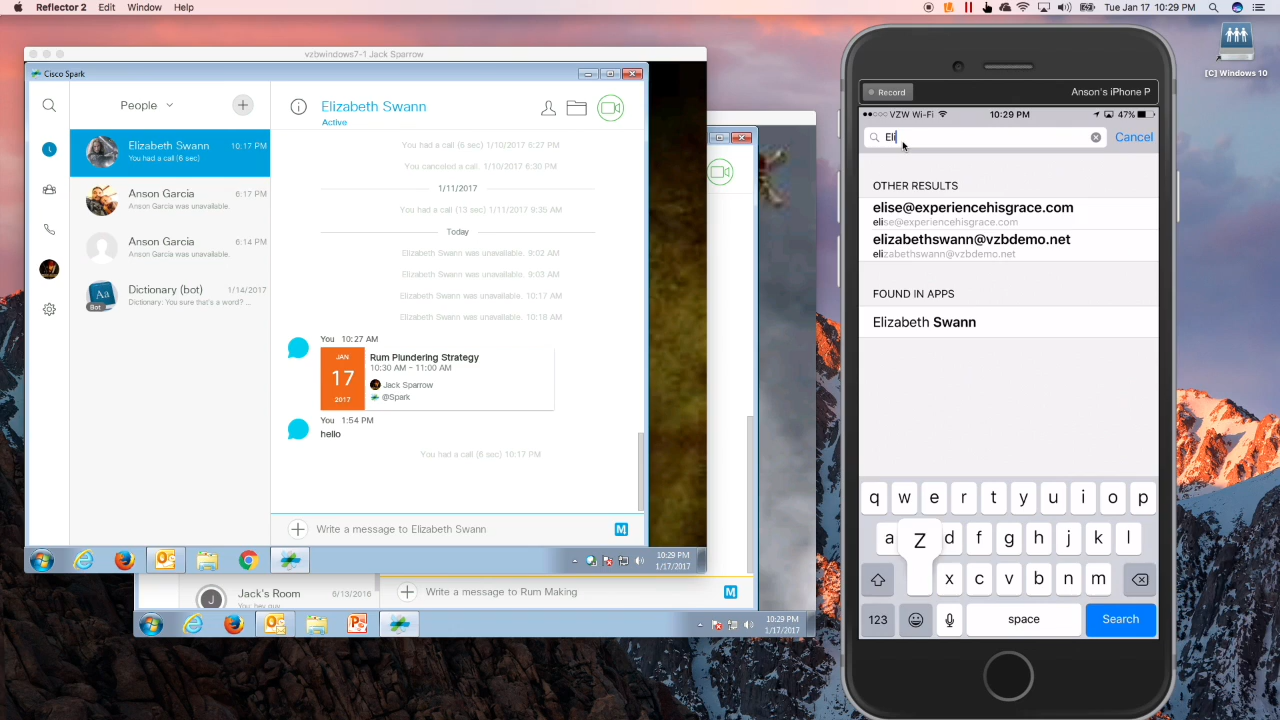 Reflector 2 Edit Window Help
Tue Jan 17 10:29 PM
[C] Windows 10
vzbwindows7-1 Jack Sparrow
Cisco Spark
People
Elizabeth Swann 10:17 PM
You had a call (6 sec)
Anson Garcia 6:17 PM
Anson Garcia was unavailable.
Anson Garcia 6:14 PM
Anson Garcia was unavailable.
Aa
Bot
Dictionary (bot) 1/14/2017
Dictionary: You sure that's a word? ...
Elizabeth Swann
Active
You had a call (6 sec) 1/10/2017 6:27 PM
You canceled a call. 1/10/2017 6:30 PM
1/11/2017
You had a call (13 sec) 1/11/2017 9:35 AM
Today
Elizabeth Swann was unavailable. 9:02 AM
Elizabeth Swann was unavailable. 9:03 AM
Elizabeth Swann was unavailable. 10:17 AM
Elizabeth Swann was unavailable. 10:18 AM
You 10:27 AM
JAN
17
2017
Rum Plundering Strategy
10:30 AM - 11:00 AM
Jack Sparrow
@Spark
You 1:54 PM
hello
You had a call (6 sec) 10:17 PM
Write a message to Elizabeth Swann
M
10:29 PM
1/17/2017
J
Jack's Room 6/13/2016
Write a message to Rum Making
M
10:29 PM
1/17/2017
Record
Anson's iPhone P
VZW Wi-Fi 10:29 PM 47%
Eli
Cancel
OTHER RESULTS
elise@experiencehisgrace.com
elise@experiencehisgrace.com
elizabethswann@vzbdemo.net
elizabethswann@vzbdemo.net
FOUND IN APPS
Elizabeth Swann
q w e r t y u i o p
a Z d f g h j k l
x c v b n m
123 space Search